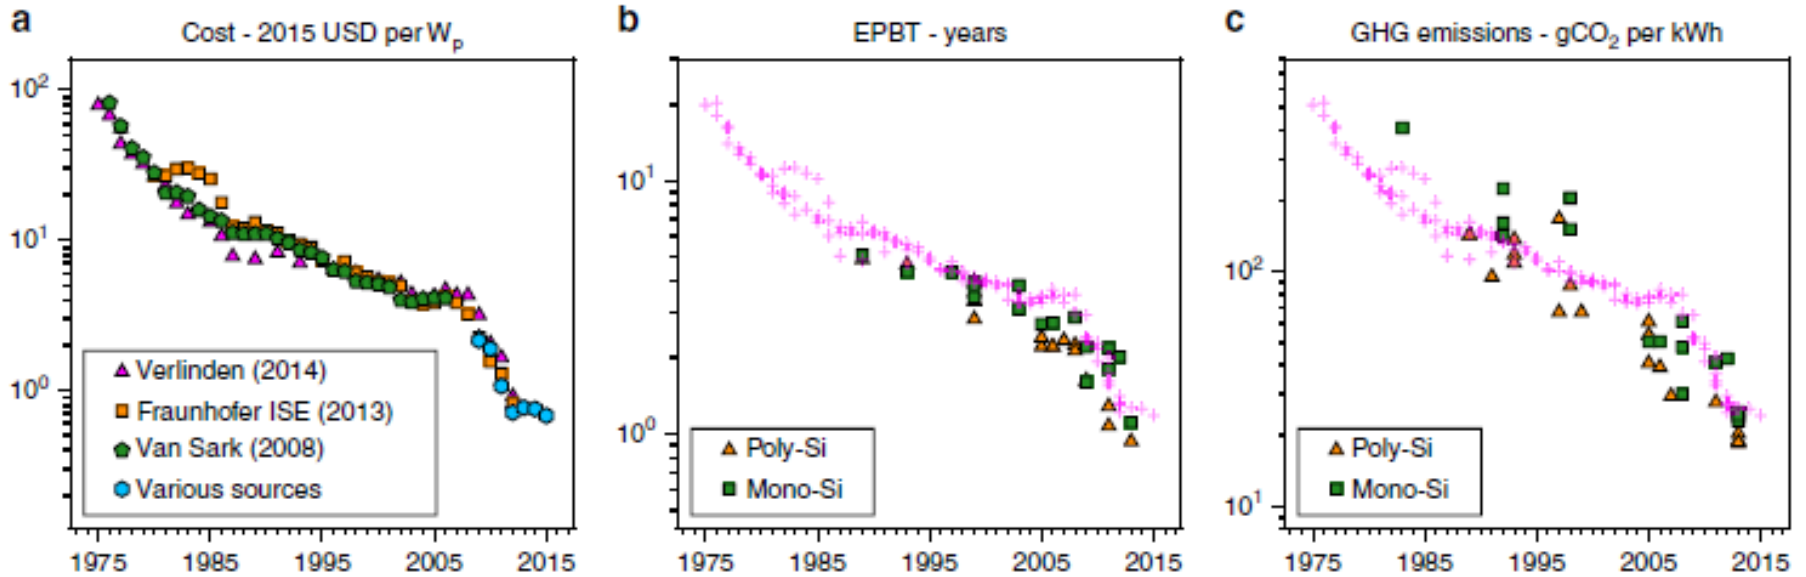 a
Cost - 2015 USD per Wp
10²
10¹
10⁰
Verlinden (2014)
Fraunhofer ISE (2013)
Van Sark (2008)
Various sources
1975 1985 1995 2005 2015
b
EPBT - years
10¹
10⁰
Poly-Si
Mono-Si
1975 1985 1995 2005 2015
c
GHG emissions - gCO₂ per kWh
10²
10¹
Poly-Si
Mono-Si
1975 1985 1995 2005 2015